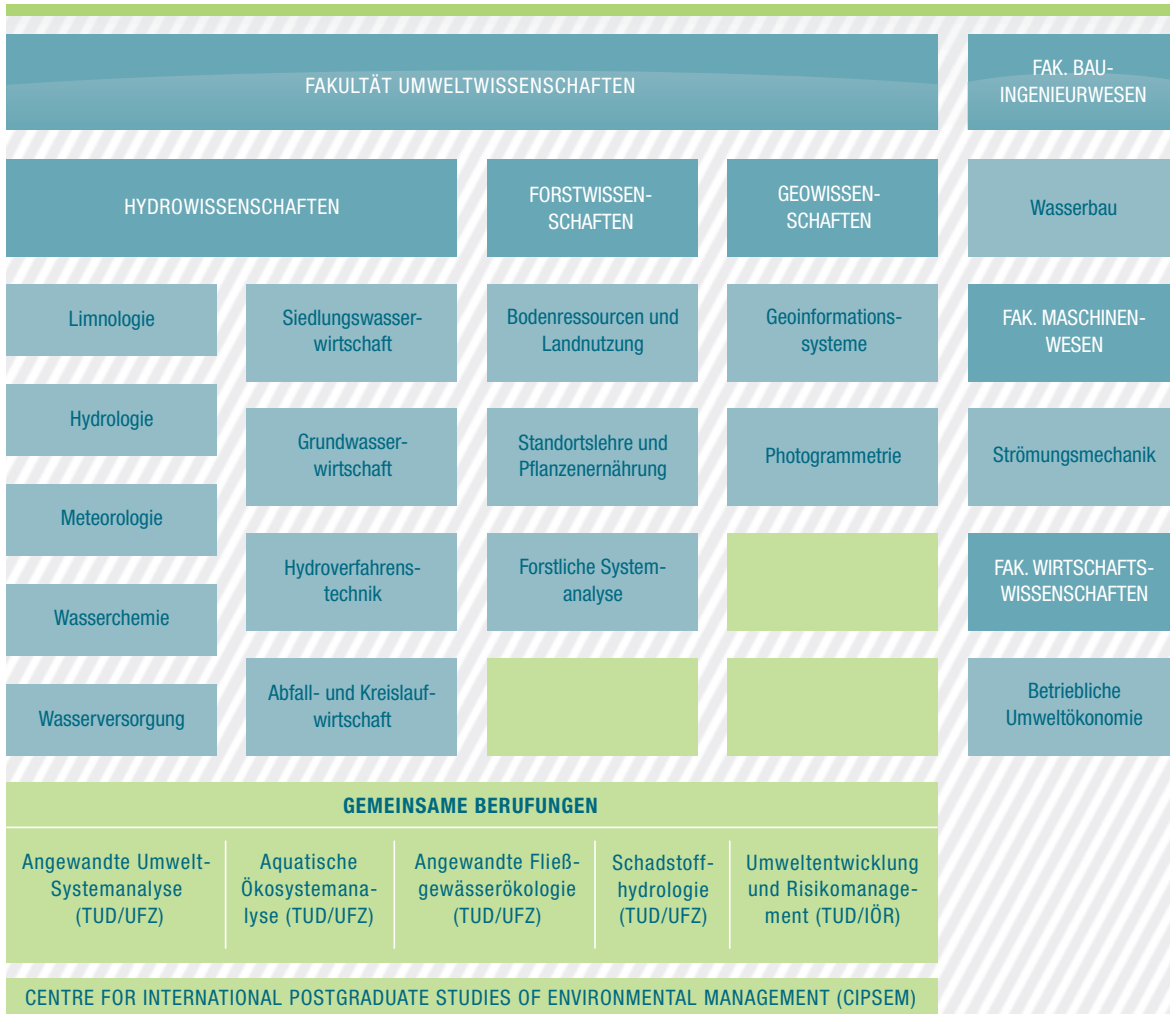 FAKULTÄT UMWELTWISSENSCHAFTEN
FAK. BAU-
INGENIEURWESEN
HYDROWISSENSCHAFTEN
FORSTWISSEN-
SCHAFTEN
GEOWISSEN-
SCHAFTEN
Wasserbau
Limnologie
Siedlungswasser-
wirtschaft
Bodenressourcen und
Landnutzung
Geoinformations-
systeme
FAK. MASCHINEN-
WESEN
Hydrologie
Grundwasser-
wirtschaft
Standortslehre und
Pflanzenernährung
Photogrammetrie
Strömungsmechanik
Meteorologie
Hydroverfahrens-
technik
Forstliche System-
analyse
FAK. WIRTSCHAFTS-
WISSENSCHAFTEN
Wasserchemie
Wasserversorgung
Abfall- und Kreislauf-
wirtschaft
Betriebliche
Umweltökonomie
GEMEINSAME BERUFUNGEN
Angewandte Umwelt-
Systemanalyse
(TUD/UFZ)
Aquatische
Ökosystemana-
lyse (TUD/UFZ)
Angewandte Fließ-
gewässerökologie
(TUD/UFZ)
Schadstoff-
hydrologie
(TUD/UFZ)
Umweltentwicklung
und Risikomanage-
ment (TUD/IÖR)
CENTRE FOR INTERNATIONAL POSTGRADUATE STUDIES OF ENVIRONMENTAL MANAGEMENT (CIPSEM)